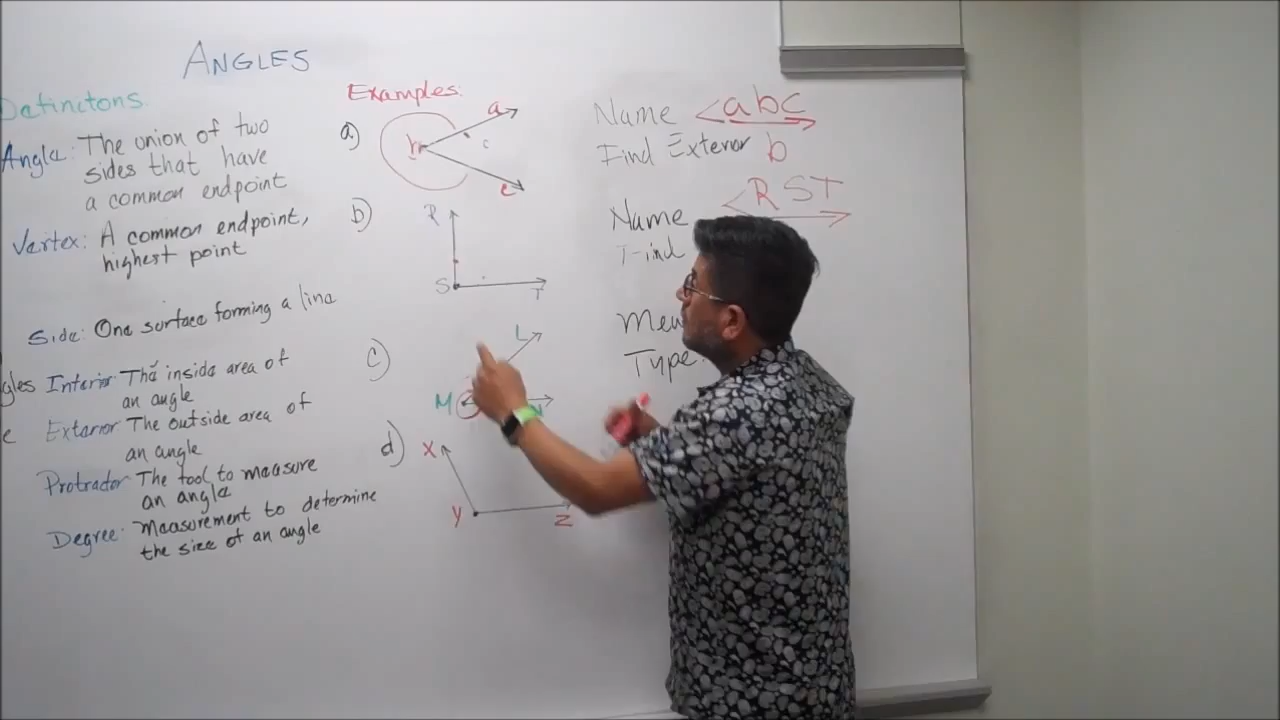 ANGLES
Definitons.
Angle: The union of two
sides that have
a common endpoint
Vertex: A common endpoint,
highest point
Side: One surface forming a line
gles Interior: The inside area of
an angle
Exterior The outside area of
an angle
Protrador The tool to measure
an angle
Degree: Measurement to determine
the size of an angle
Examples:
a)
a
b
c
c
b)
R
S
T
c)
L
M
N
d)
X
Y
Z
Name <abc
Find Exterior b
Name <RST
Find
Type: